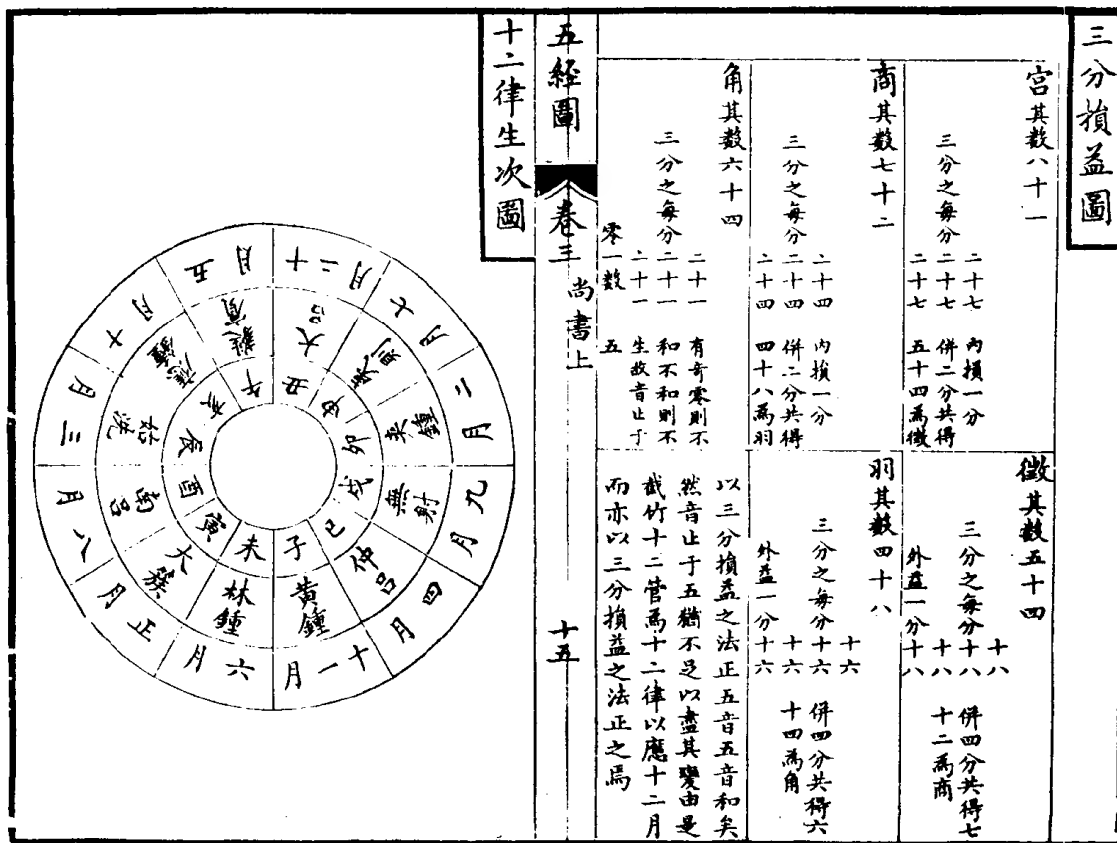 三分損益圖
宮其數八十一
二十七 內損一分
三分之每分二十七 併二分共得
二十七 五十四為徵
徵其數五十四
十八
三分之每分十八 併四分共得七
十八 十二為商
外益一分十八
商其數七十二
二十四 內損一分
三分之每分二十四 併二分共得
二十四 四十八為羽
羽其數四十八
十六
三分之每分十六 併四分共得六
十六 十四為角
外益一分十六
角其數六十四
二十一 有奇零則不
三分之每分二十一 和不和則不
二十一 生故音止于
零一數 五
以三分損益之法正五音五音和矣
然音止于五猶不足以盡其變由是
截竹十二管為十二律以應十二月
而亦以三分損益之法正之焉
五經圖
卷三
尚書上
十五
十二律生次圖
子 黃鍾 十一月
未 林鍾 六月
寅 大簇 正月
酉 南呂 八月
辰 姑洗 三月
亥 應鍾 十月
午 蕤賓 五月
丑 大呂 十二月
申 夷則 七月
卯 夾鍾 二月
戌 無射 九月
巳 仲呂 四月